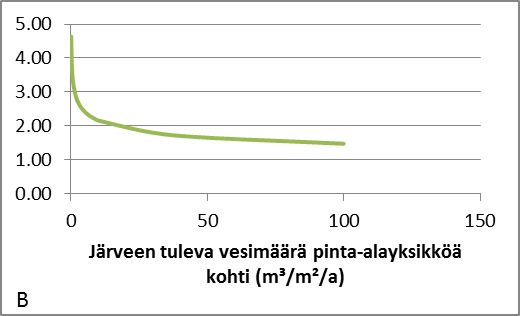 5.00
4.00
3.00
2.00
1.00
0.00
0 50 100 150
Järveen tuleva vesimäärä pinta-alayksikköä
kohti (m³/m²/a)
B